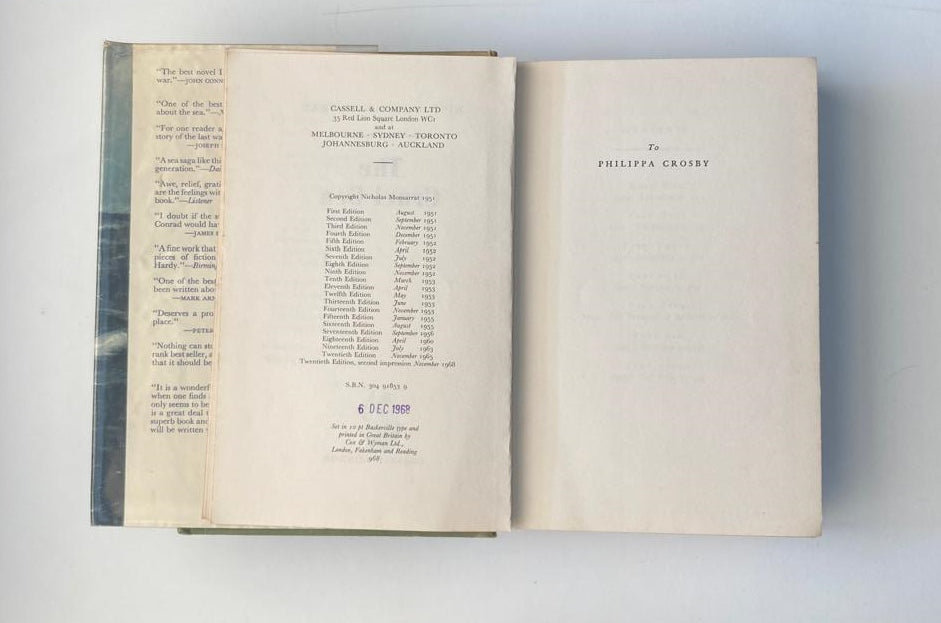 "The best novel I
war."—JOHN CONN
"One of the best
about the sea."—
"For one reader a
story of the last wa
—JOSEPH
"A sea saga like thi
generation."—Dai
"Awe, relief, grati
are the feelings wit
book."—Listener
"I doubt if the s
Conrad would ha
—JAMES
"A fine work that
pieces of fiction
Hardy."—Birming
"One of the best
been written abo
—MARK AR
"Deserves a pro
place."
—PETER
"Nothing can sto
rank best seller, a
that it should be
"It is a wonderf
when one finds
only seems to be
is a great deal
superb book and
will be written
CASSELL & COMPANY LTD
35 Red Lion Square London WC1
and at
MELBOURNE · SYDNEY · TORONTO
JOHANNESBURG · AUCKLAND
Copyright Nicholas Monsarrat 1951
First Edition August 1951
Second Edition September 1951
Third Edition November 1951
Fourth Edition December 1951
Fifth Edition February 1952
Sixth Edition April 1952
Seventh Edition July 1952
Eighth Edition September 1952
Ninth Edition November 1952
Tenth Edition March 1953
Eleventh Edition April 1953
Twelfth Edition May 1953
Thirteenth Edition June 1953
Fourteenth Edition November 1953
Fifteenth Edition January 1955
Sixteenth Edition August 1955
Seventeenth Edition September 1956
Eighteenth Edition April 1960
Nineteenth Edition July 1963
Twentieth Edition November 1965
Twentieth Edition, second impression November 1968
S.B.N. 304 91652 9
6 DEC 1968
Set in 10 pt Baskerville type and
printed in Great Britain by
Cox & Wyman Ltd.,
London, Fakenham and Reading
968
To
PHILIPPA CROSBY